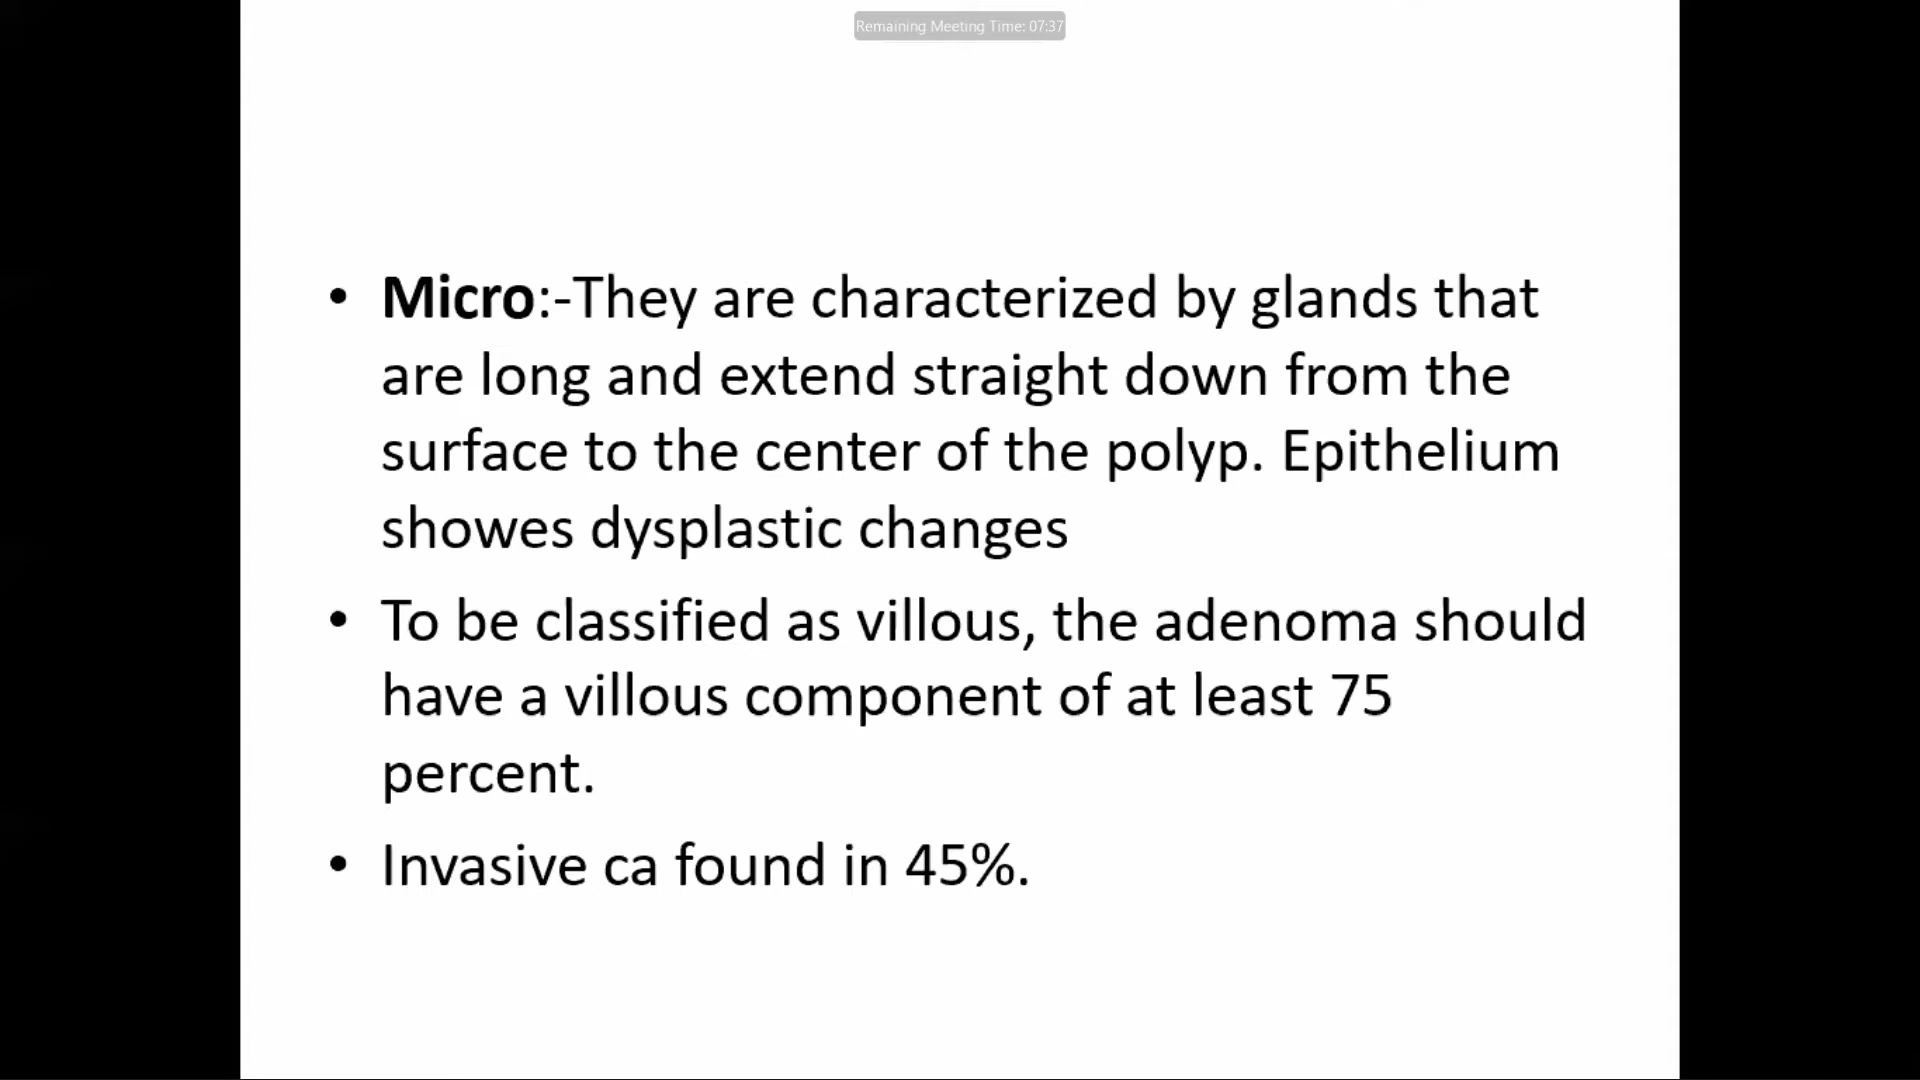 Remaining Meeting Time: 07:37
• Micro:-They are characterized by glands that
are long and extend straight down from the
surface to the center of the polyp. Epithelium
showes dysplastic changes
• To be classified as villous, the adenoma should
have a villous component of at least 75
percent.
• Invasive ca found in 45%.